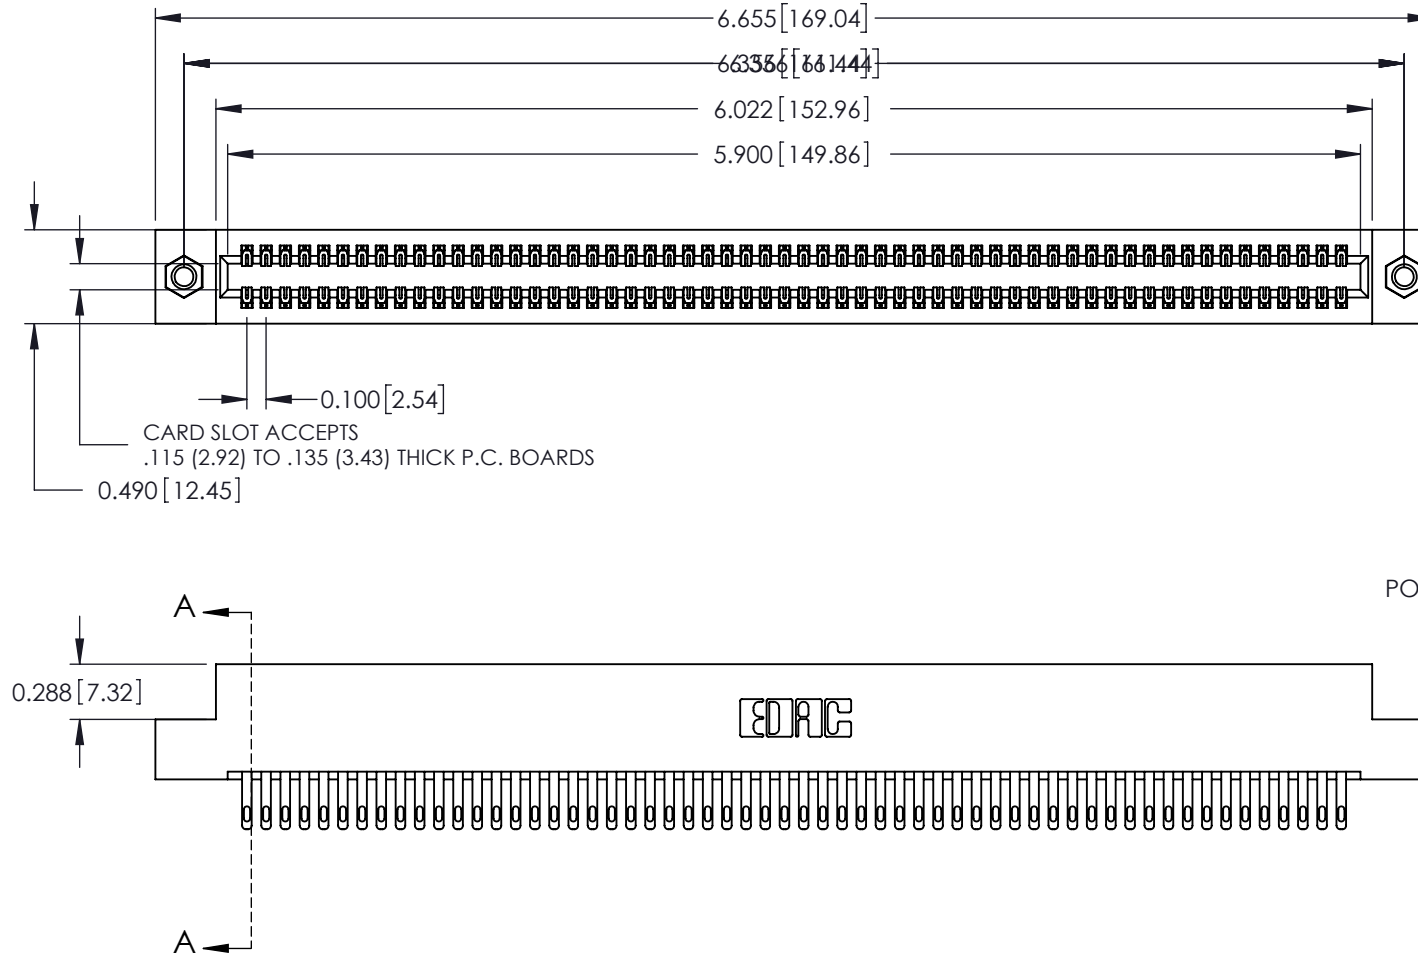 6.655[169.04]
6.022[152.96]
5.900[149.86]
0.100[2.54]
CARD SLOT ACCEPTS
.115 (2.92) TO .135 (3.43) THICK P.C. BOARDS
0.490[12.45]
PO
A
0.288[7.32]
EDAC
A